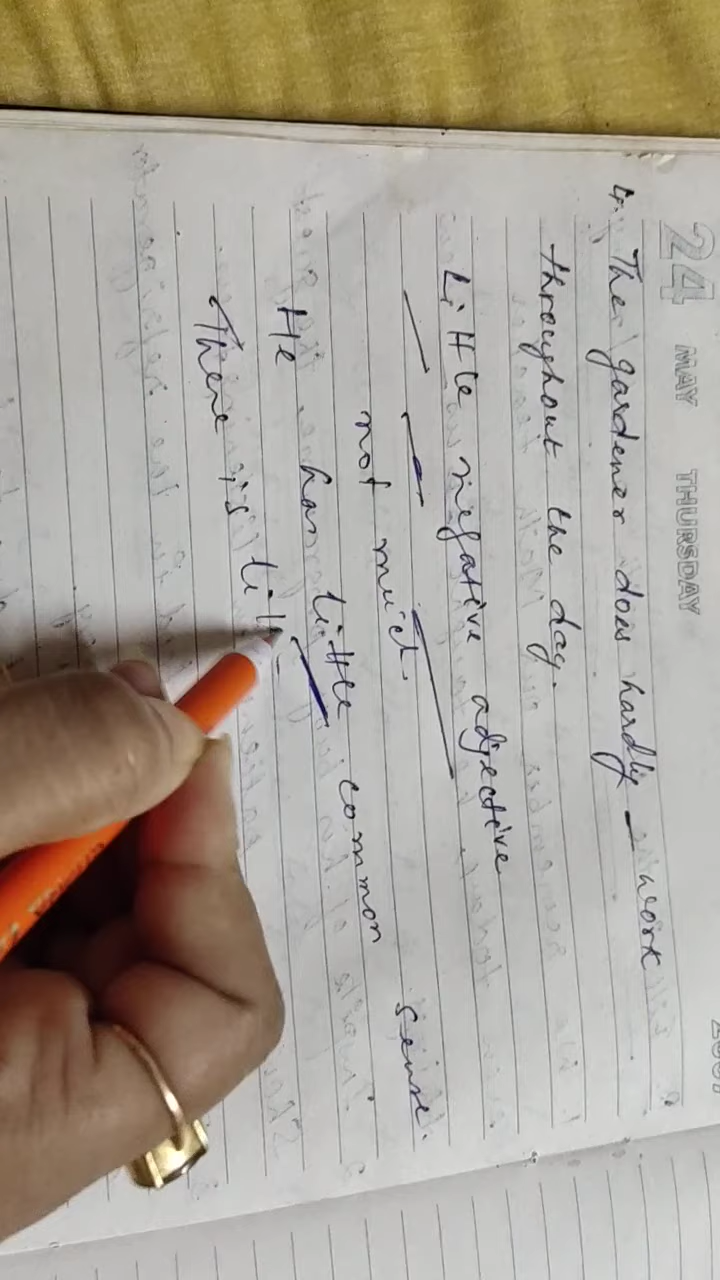 24 MAY THURSDAY
4. The gardener does hardly – work
throughout the day.
Little negative adjective
not much.
He has little common sense.
There is litt